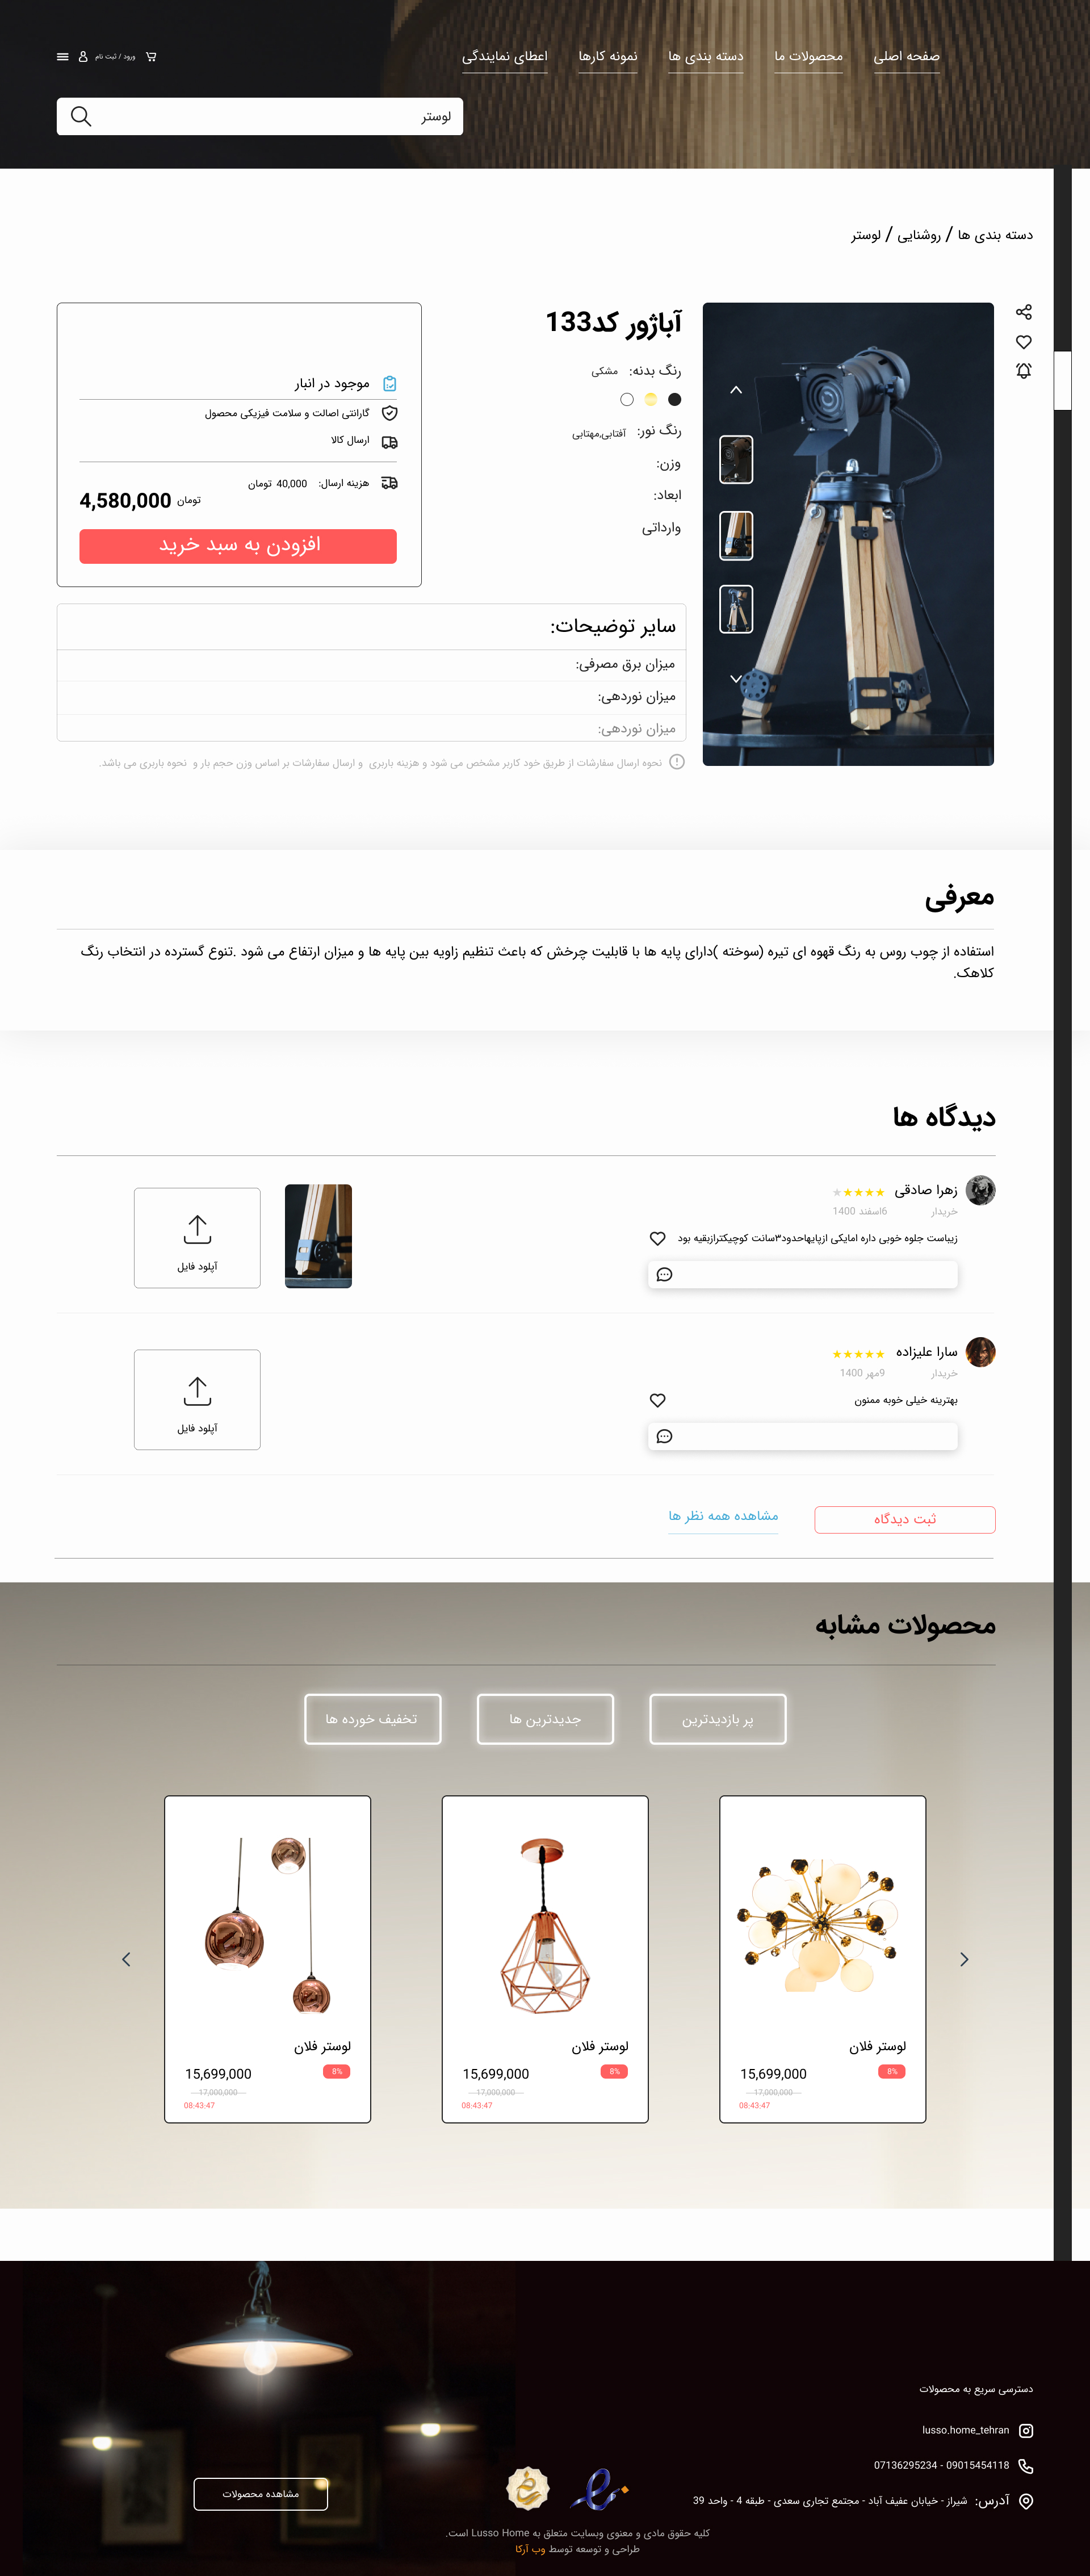 صفحه اصلی
محصولات ما
دسته بندی ها
نمونه کارها
اعطای نمایندگی
ورود / ثبت نام
لوستر
دسته بندی ها / روشنایی / لوستر
آباژور کد133
رنگ بدنه: مشکی
رنگ نور: آفتابی,مهتابی
وزن:
ابعاد:
وارداتی
موجود در انبار
گارانتی اصالت و سلامت فیزیکی محصول
ارسال کالا
هزینه ارسال: 40,000 تومان
4,580,000 تومان
افزودن به سبد خرید
سایر توضیحات:
میزان برق مصرفی:
میزان نوردهی:
میزان نوردهی:
نحوه ارسال سفارشات از طریق خود کاربر مشخص می شود و هزینه باربری و ارسال سفارشات بر اساس وزن حجم بار و نحوه باربری می باشد.
معرفی
استفاده از چوب روس به رنگ قهوه ای تیره (سوخته )دارای پایه ها با قابلیت چرخش که باعث تنظیم زاویه بین پایه ها و میزان ارتفاع می شود .تنوع گسترده در انتخاب رنگ
کلاهک.
دیدگاه ها
زهرا صادقی
خریدار
6اسفند 1400
زیباست جلوه خوبی داره امایکی ازپایهاحدود۳سانت کوچیکترازبقیه بود
آپلود فایل
سارا علیزاده
خریدار
9مهر 1400
بهترینه خیلی خوبه ممنون
آپلود فایل
ثبت دیدگاه
مشاهده همه نظر ها
محصولات مشابه
پر بازدیدترین
جدیدترین ها
تخفیف خورده ها
لوستر فلان
8%
15,699,000
17,000,000
08:43:47
لوستر فلان
8%
15,699,000
17,000,000
08:43:47
لوستر فلان
8%
15,699,000
17,000,000
08:43:47
دسترسی سریع به محصولات
lusso.home_tehran
07136295234 - 09015454118
آدرس: شیراز - خیابان عفیف آباد - مجتمع تجاری سعدی - طبقه 4 - واحد 39
مشاهده محصولات
کلیه حقوق مادی و معنوی وبسایت متعلق به Lusso Home است.
طراحی و توسعه توسط وب آرکا